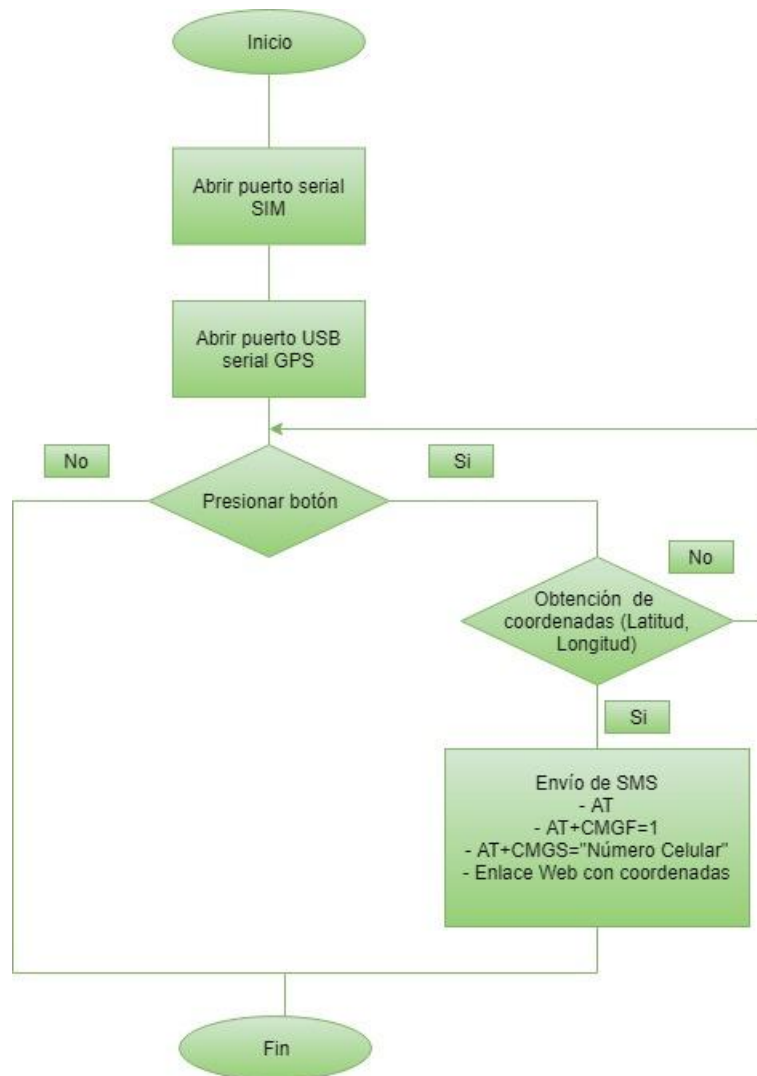 Inicio
Abrir puerto serial
SIM
Abrir puerto USB
serial GPS
No
Si
Presionar botón
No
Obtención de
coordenadas (Latitud,
Longitud)
Si
Envío de SMS
- AT
- AT+CMGF=1
- AT+CMGS="Número Celular"
- Enlace Web con coordenadas
Fin